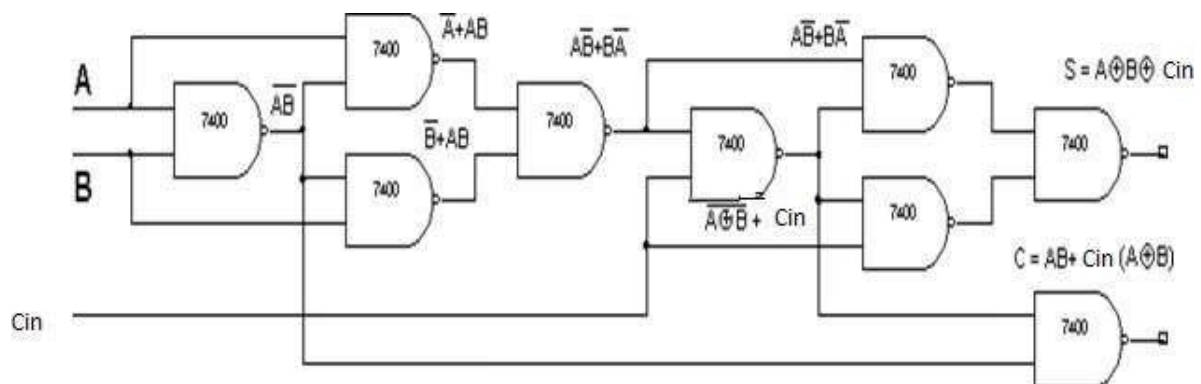 A̅+AB
7400
AB̅+BA̅
AB̅+BA̅
7400
S = A⊕B⊕ Cin
A
7400
A̅B̅
7400
7400
7400
B̅+AB
B
7400
7400
A̅⊕̅B̅ + Cin
C = AB+ Cin (A⊕B)
Cin
7400